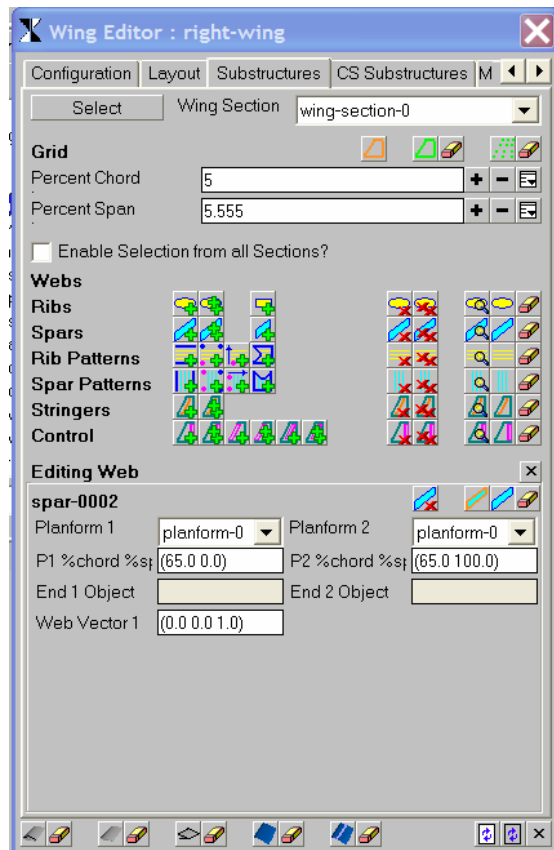 Wing Editor : right-wing
Configuration Layout Substructures CS Substructures M
Select Wing Section wing-section-0
Grid
Percent Chord 5
Percent Span 5.555
Enable Selection from all Sections?
Webs
Ribs
Spars
Rib Patterns
Spar Patterns
Stringers
Control
Editing Web
spar-0002
Planform 1 planform-0 Planform 2 planform-0
P1 %chord %sp (65.0 0.0) P2 %chord %sp (65.0 100.0)
End 1 Object End 2 Object
Web Vector 1 (0.0 0.0 1.0)